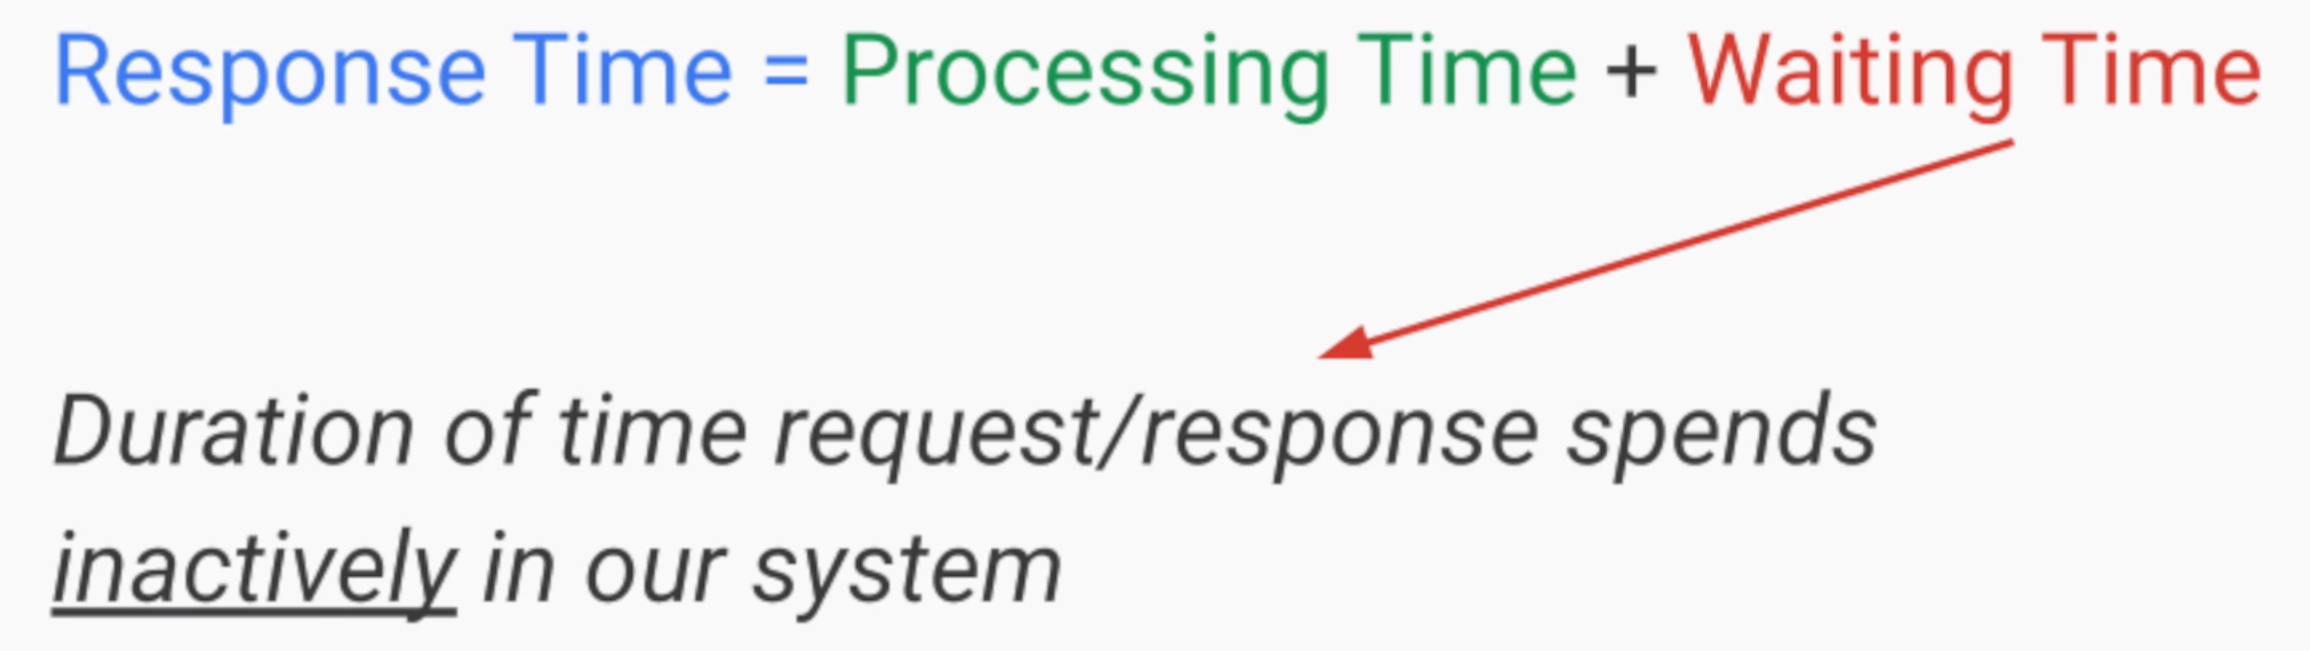 Response Time = Processing Time + Waiting Time
Duration of time request/response spends
inactively in our system